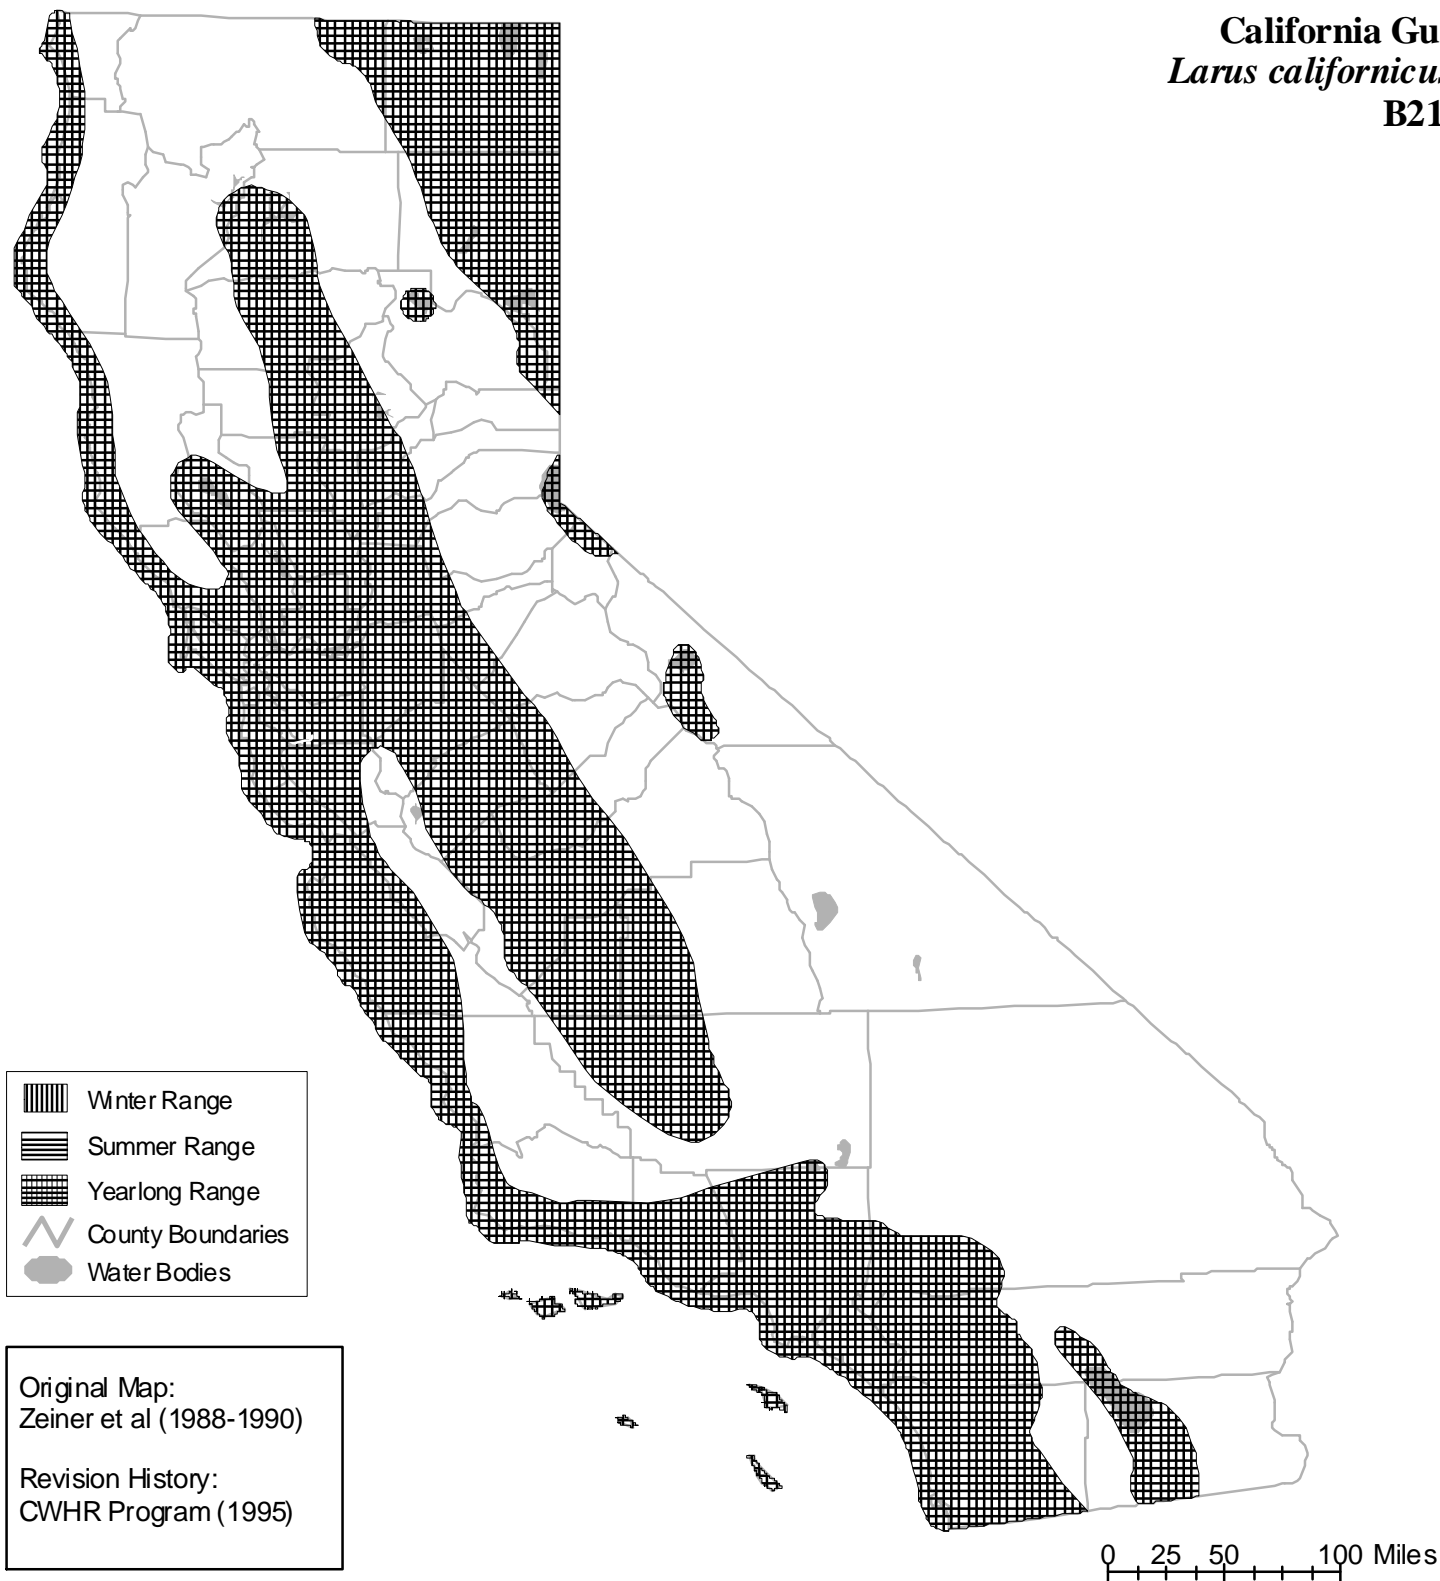 California Gu
Larus californicus
B21
Winter Range
Summer Range
Yearlong Range
County Boundaries
Water Bodies
Original Map:
Zeiner et al (1988-1990)
Revision History:
CWHR Program (1995)
0 25 50 100 Miles